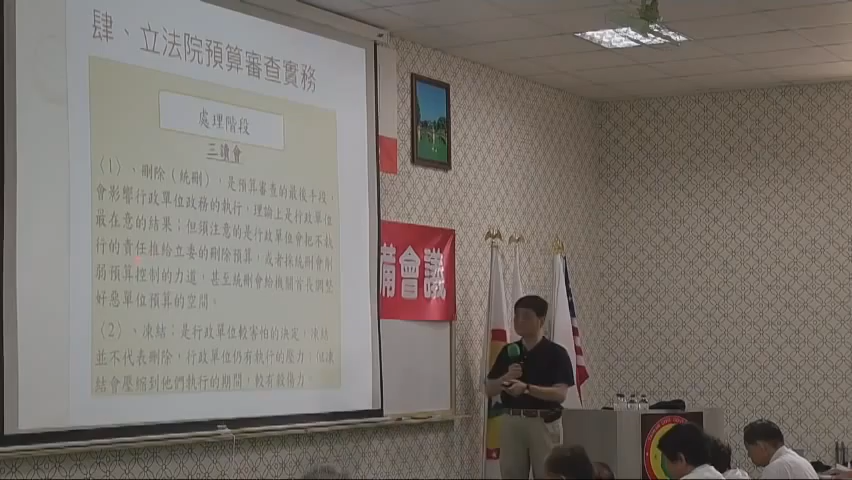 肆、立法院預算審查實務
處理階段
三讀會
(1)、刪除(統刪),是預算審查的最後手段,
會影響行政單位政務的執行,理論上是行政單位
最在意的結果;但須注意的是行政單位會把不執
行的責任推給立委的刪除預算,或者採統刪會削
弱預算控制的力道,甚至統刪會給機關首長調整
好惡單位預算的空間。
(2)、凍結:是行政單位較害怕的決定,凍結
並不代表刪除,行政單位仍有執行的壓力,但凍
結會壓縮到他們執行的期間,較有殺傷力。
備會議